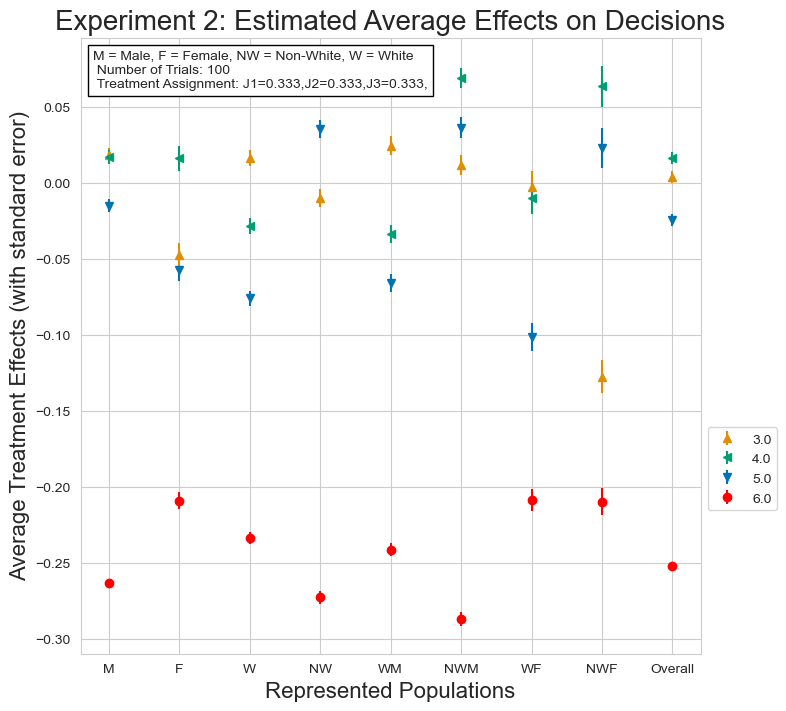 Experiment 2: Estimated Average Effects on Decisions
M = Male, F = Female, NW = Non-White, W = White
Number of Trials: 100
Treatment Assignment: J1=0.333,J2=0.333,J3=0.333,
Average Treatment Effects (with standard error)
0.05
0.00
−0.05
−0.10
−0.15
−0.20
−0.25
−0.30
3.0
4.0
5.0
6.0
M F W NW WM NWM WF NWF Overall
Represented Populations